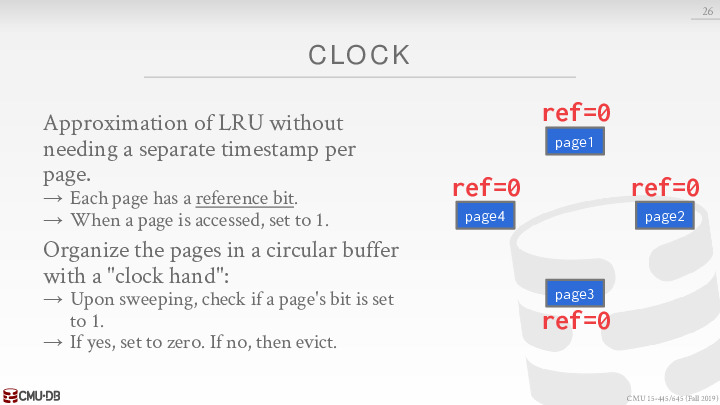 26
CLOCK
Approximation of LRU without
needing a separate timestamp per
page.
→ Each page has a reference bit.
→ When a page is accessed, set to 1.
Organize the pages in a circular buffer
with a "clock hand":
→ Upon sweeping, check if a page's bit is set
to 1.
→ If yes, set to zero. If no, then evict.
ref=0
page1
ref=0
page4
ref=0
page2
page3
ref=0
CMU·DB
CMU 15-445/645 (Fall 2019)